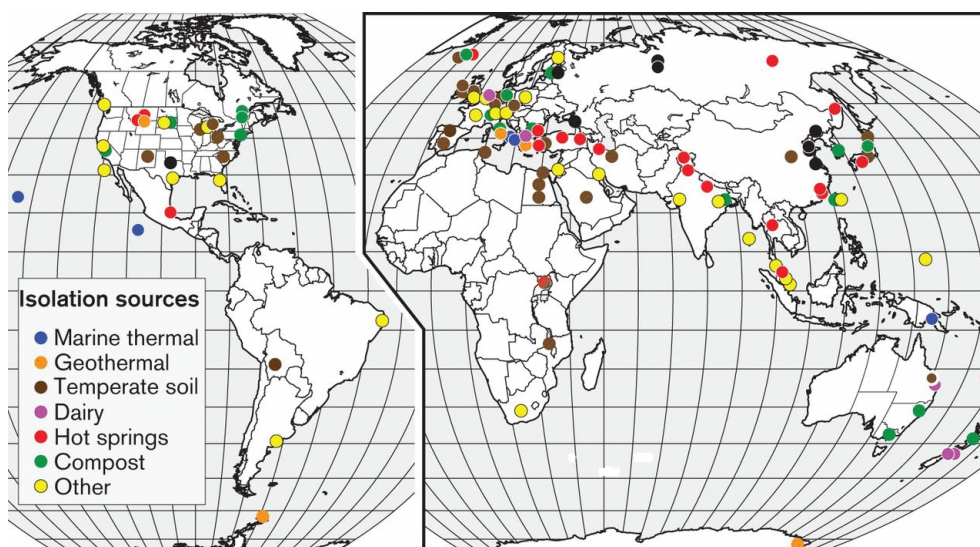 Isolation sources
Marine thermal
Geothermal
Temperate soil
Dairy
Hot springs
Compost
Other